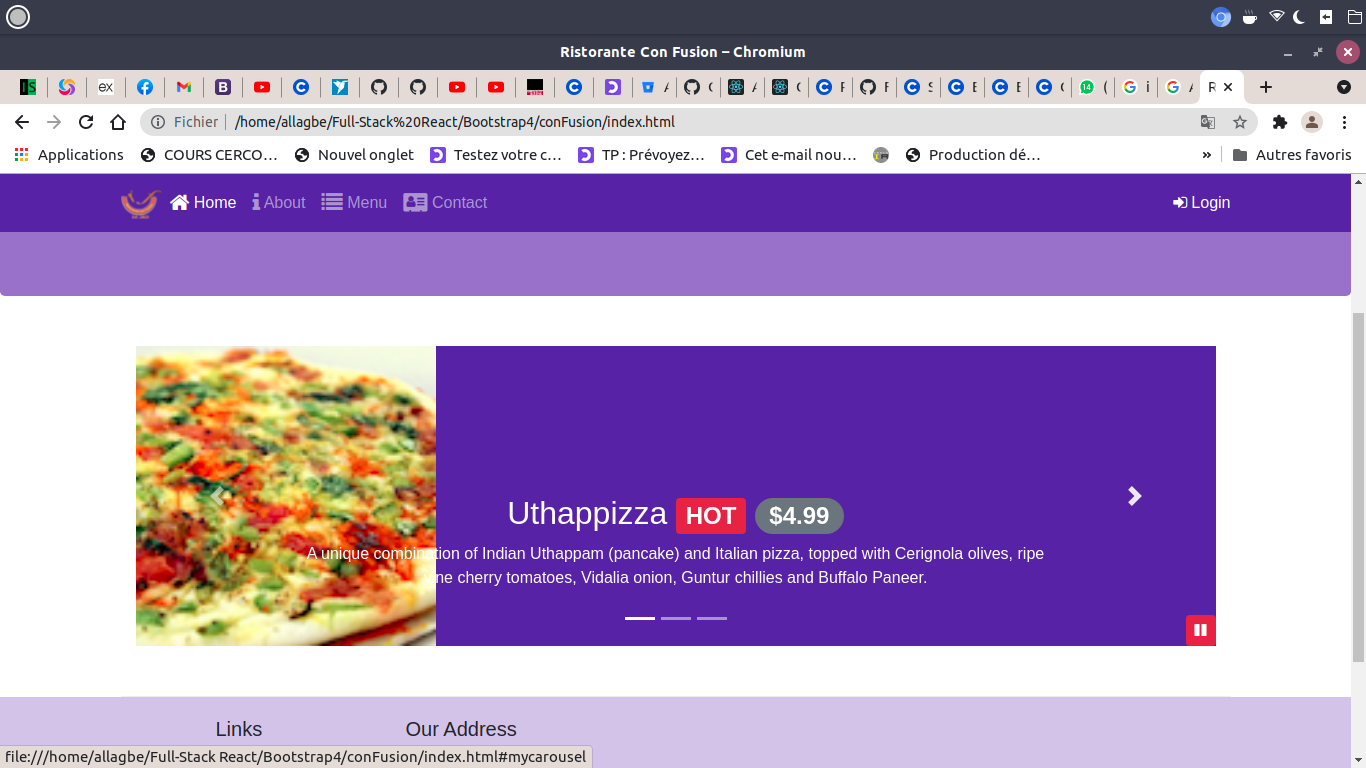 Ristorante Con Fusion – Chromium
Fichier
/home/allagbe/Full-Stack%20React/Bootstrap4/conFusion/index.html
Applications
COURS CERCO…
Nouvel onglet
Testez votre c…
TP : Prévoyez…
Cet e-mail nou…
Production dé…
»
Autres favoris
Home
About
Menu
Contact
Login
Uthappizza HOT $4.99
A unique combination of Indian Uthappam (pancake) and Italian pizza, topped with Cerignola olives, ripe
vine cherry tomatoes, Vidalia onion, Guntur chillies and Buffalo Paneer.
Links
Our Address
file:///home/allagbe/Full-Stack React/Bootstrap4/conFusion/index.html#mycarousel